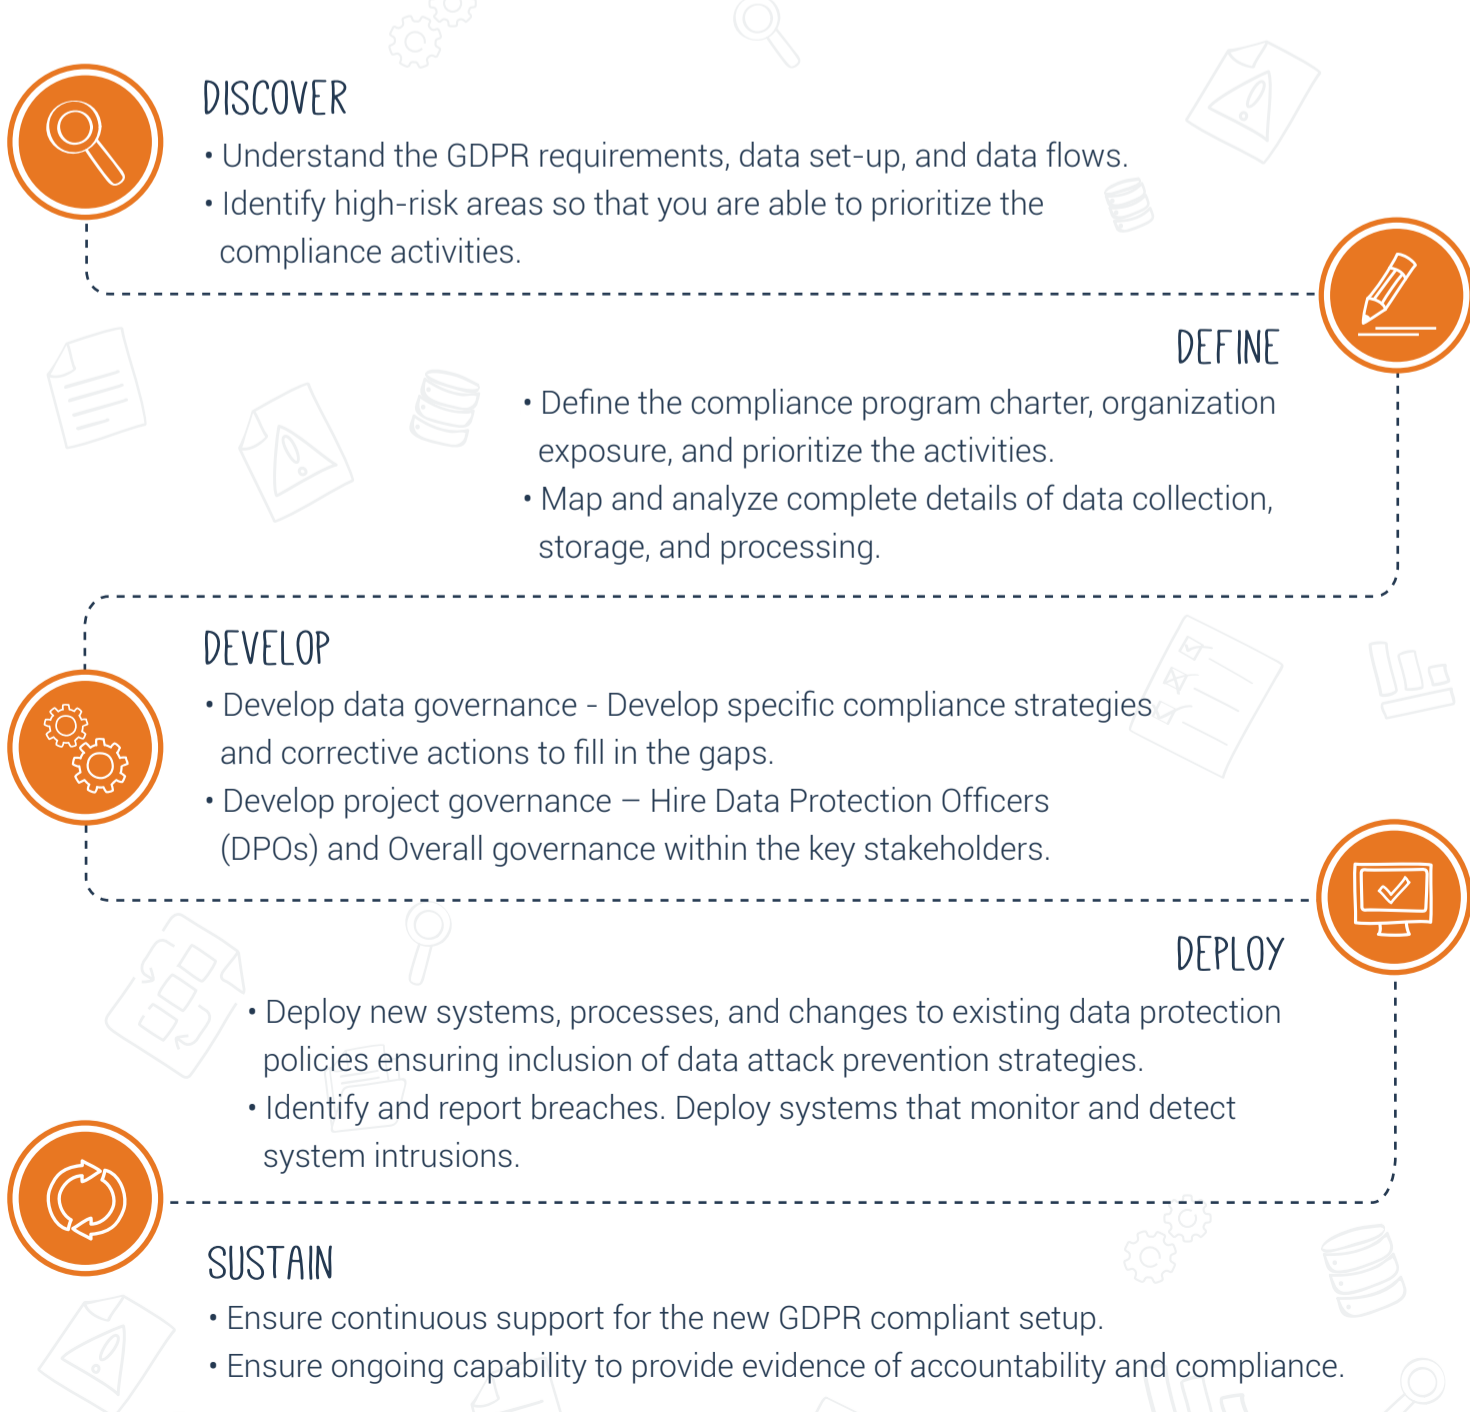 DISCOVER
• Understand the GDPR requirements, data set-up, and data flows.
• Identify high-risk areas so that you are able to prioritize the
compliance activities.
DEFINE
• Define the compliance program charter, organization
exposure, and prioritize the activities.
• Map and analyze complete details of data collection,
storage, and processing.
DEVELOP
• Develop data governance - Develop specific compliance strategies
and corrective actions to fill in the gaps.
• Develop project governance – Hire Data Protection Officers
(DPOs) and Overall governance within the key stakeholders.
DEPLOY
• Deploy new systems, processes, and changes to existing data protection
policies ensuring inclusion of data attack prevention strategies.
• Identify and report breaches. Deploy systems that monitor and detect
system intrusions.
SUSTAIN
• Ensure continuous support for the new GDPR compliant setup.
• Ensure ongoing capability to provide evidence of accountability and compliance.